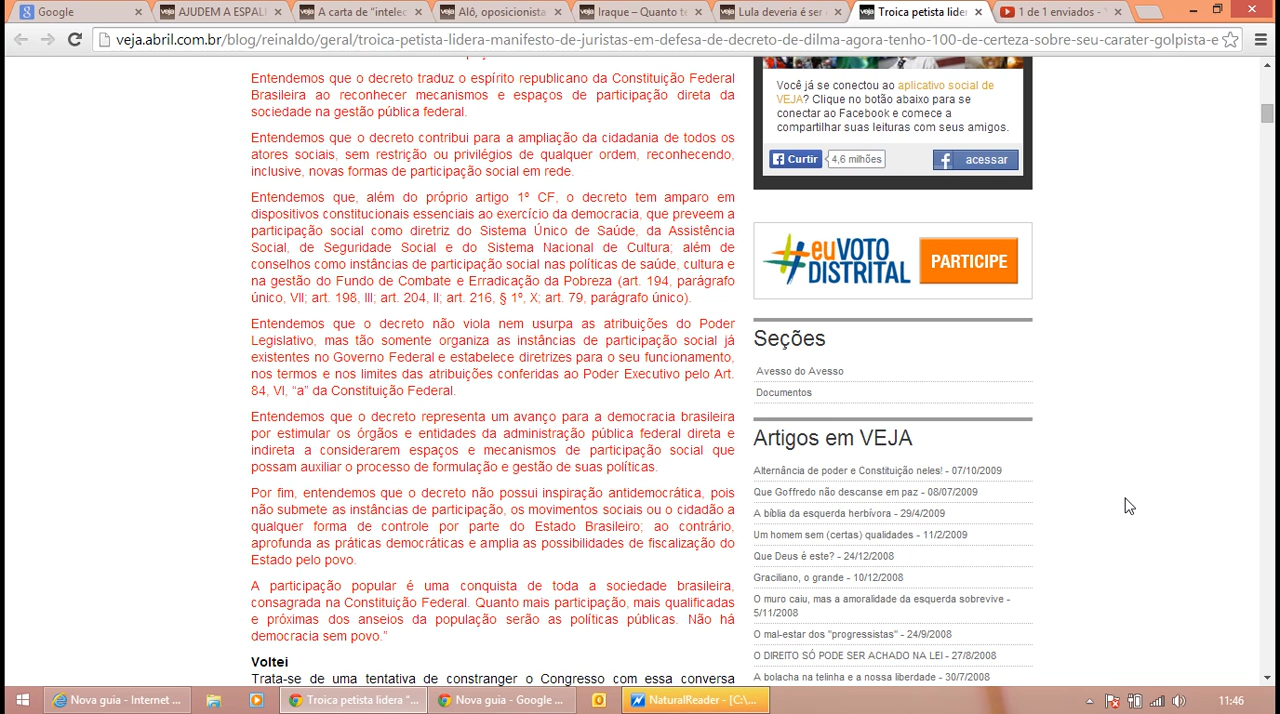 Google
AJUDEM A ESPALI
A carta de “intelec
Alô, oposicionista
Iraque – Quanto te
Lula deveria ser
Troica petista lider
1 de 1 enviados -
veja.abril.com.br/blog/reinaldo/geral/troica-petista-lidera-manifesto-de-juristas-em-defesa-de-decreto-de-dilma-agora-tenho-100-de-certeza-sobre-seu-carater-golpista-e
Entendemos que o decreto traduz o espírito republicano da Constituição Federal
Brasileira ao reconhecer mecanismos e espaços de participação direta da
sociedade na gestão pública federal.
Entendemos que o decreto contribui para a ampliação da cidadania de todos os
atores sociais, sem restrição ou privilégios de qualquer ordem, reconhecendo,
inclusive, novas formas de participação social em rede.
Entendemos que, além do próprio artigo 1º CF, o decreto tem amparo em
dispositivos constitucionais essenciais ao exercício da democracia, que preveem a
participação social como diretriz do Sistema Único de Saúde, da Assistência
Social, de Seguridade Social e do Sistema Nacional de Cultura; além de
conselhos como instâncias de participação social nas políticas de saúde, cultura e
na gestão do Fundo de Combate e Erradicação da Pobreza (art. 194, parágrafo
único, VII; art. 198, III; art. 204, II; art. 216, § 1º, X; art. 79, parágrafo único).
Entendemos que o decreto não viola nem usurpa as atribuições do Poder
Legislativo, mas tão somente organiza as instâncias de participação social já
existentes no Governo Federal e estabelece diretrizes para o seu funcionamento,
nos termos e nos limites das atribuições conferidas ao Poder Executivo pelo Art.
84, VI, “a” da Constituição Federal.
Entendemos que o decreto representa um avanço para a democracia brasileira
por estimular os órgãos e entidades da administração pública federal direta e
indireta a considerarem espaços e mecanismos de participação social que
possam auxiliar o processo de formulação e gestão de suas políticas.
Por fim, entendemos que o decreto não possui inspiração antidemocrática, pois
não submete as instâncias de participação, os movimentos sociais ou o cidadão a
qualquer forma de controle por parte do Estado Brasileiro; ao contrário,
aprofunda as práticas democráticas e amplia as possibilidades de fiscalização do
Estado pelo povo.
A participação popular é uma conquista de toda a sociedade brasileira,
consagrada na Constituição Federal. Quanto mais participação, mais qualificadas
e próximas dos anseios da população serão as políticas públicas. Não há
democracia sem povo.”
Voltei
Trata-se de uma tentativa de constranger o Congresso com essa conversa
Você já se conectou ao aplicativo social de
VEJA? Clique no botão abaixo para se
conectar ao Facebook e comece a
compartilhar suas leituras com seus amigos.
Curtir 4,6 milhões acessar
#euVOTO
DISTRITAL
PARTICIPE
Seções
Avesso do Avesso
Documentos
Artigos em VEJA
Alternância de poder e Constituição neles! - 07/10/2009
Que Goffredo não descanse em paz - 08/07/2009
A bíblia da esquerda herbívora - 29/4/2009
Um homem sem (certas) qualidades - 11/2/2009
Que Deus é este? - 24/12/2008
Graciliano, o grande - 10/12/2008
O muro caiu, mas a amoralidade da esquerda sobrevive -
5/11/2008
O mal-estar dos "progressistas" - 24/9/2008
O DIREITO SÓ PODE SER ACHADO NA LEI - 27/8/2008
A bolacha na telinha e a nossa liberdade - 30/7/2008
Nova guia - Internet ...
Troica petista lidera “...
Nova guia - Google ...
NaturalReader - [C:\...
11:46